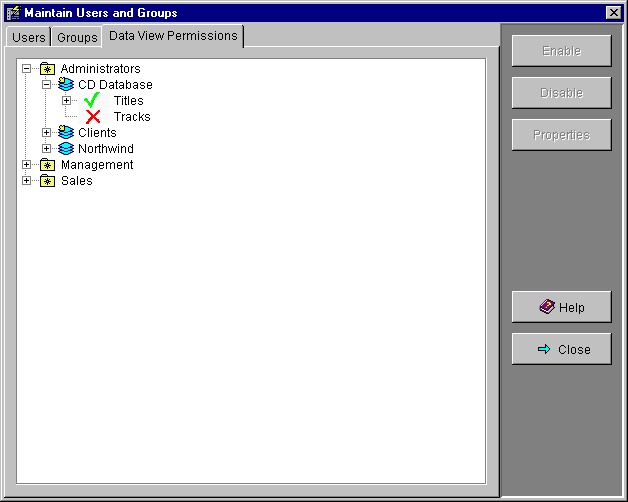 Maintain Users and Groups
Users Groups Data View Permissions
Administrators
CD Database
Titles
Tracks
Clients
Northwind
Management
Sales
Enable
Disable
Properties
Help
Close